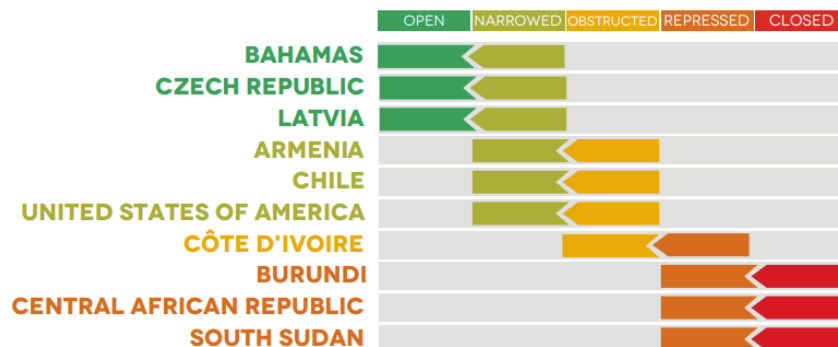 OPEN NARROWED OBSTRUCTED REPRESSED CLOSED
BAHAMAS
CZECH REPUBLIC
LATVIA
ARMENIA
CHILE
UNITED STATES OF AMERICA
CÔTE D'IVOIRE
BURUNDI
CENTRAL AFRICAN REPUBLIC
SOUTH SUDAN